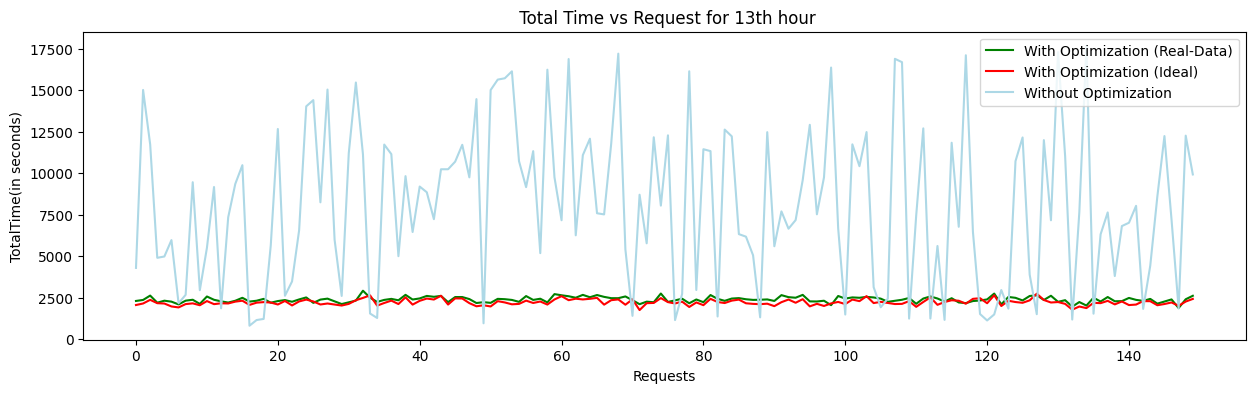 Total Time vs Request for 13th hour
With Optimization (Real-Data)
With Optimization (Ideal)
Without Optimization
TotalTime(in seconds)
17500
15000
12500
10000
7500
5000
2500
0
0 20 40 60 80 100 120 140
Requests